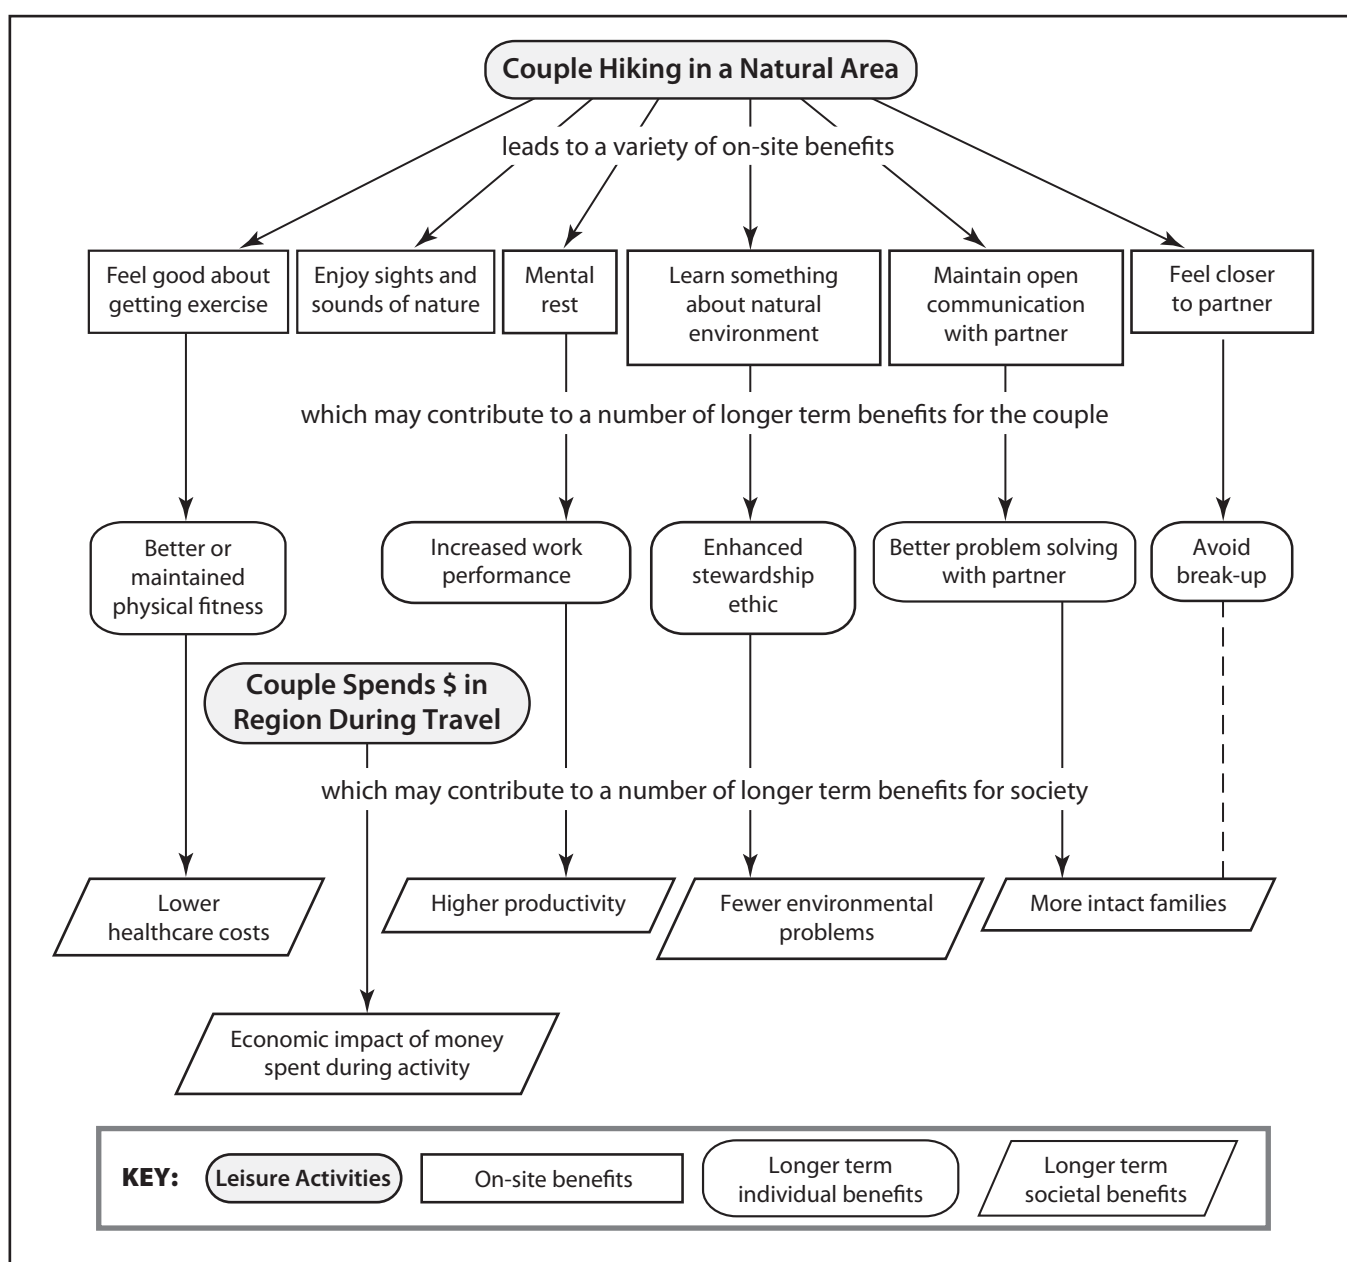 Couple Hiking in a Natural Area
leads to a variety of on-site benefits
Feel good about
getting exercise
Enjoy sights and
sounds of nature
Mental
rest
Learn something
about natural
environment
Maintain open
communication
with partner
Feel closer
to partner
which may contribute to a number of longer term benefits for the couple
Better or
maintained
physical fitness
Increased work
performance
Enhanced
stewardship
ethic
Better problem solving
with partner
Avoid
break-up
Couple Spends $ in
Region During Travel
which may contribute to a number of longer term benefits for society
Lower
healthcare costs
Higher productivity
Fewer environmental
problems
More intact families
Economic impact of money
spent during activity
KEY:
Leisure Activities
On-site benefits
Longer term
individual benefits
Longer term
societal benefits